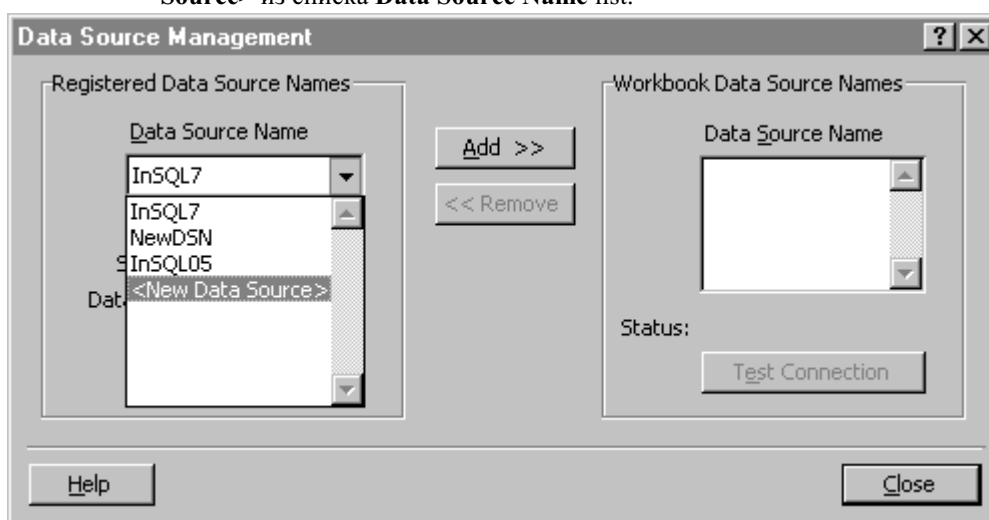 Source> из списка Data Source Name list.
Data Source Management
Registered Data Source Names
Data Source Name
InSQL7
InSQL7
NewDSN
InSQL05
<New Data Source>
S
Dat
Add >>
<< Remove
Workbook Data Source Names
Data Source Name
Status:
Test Connection
Help
Close